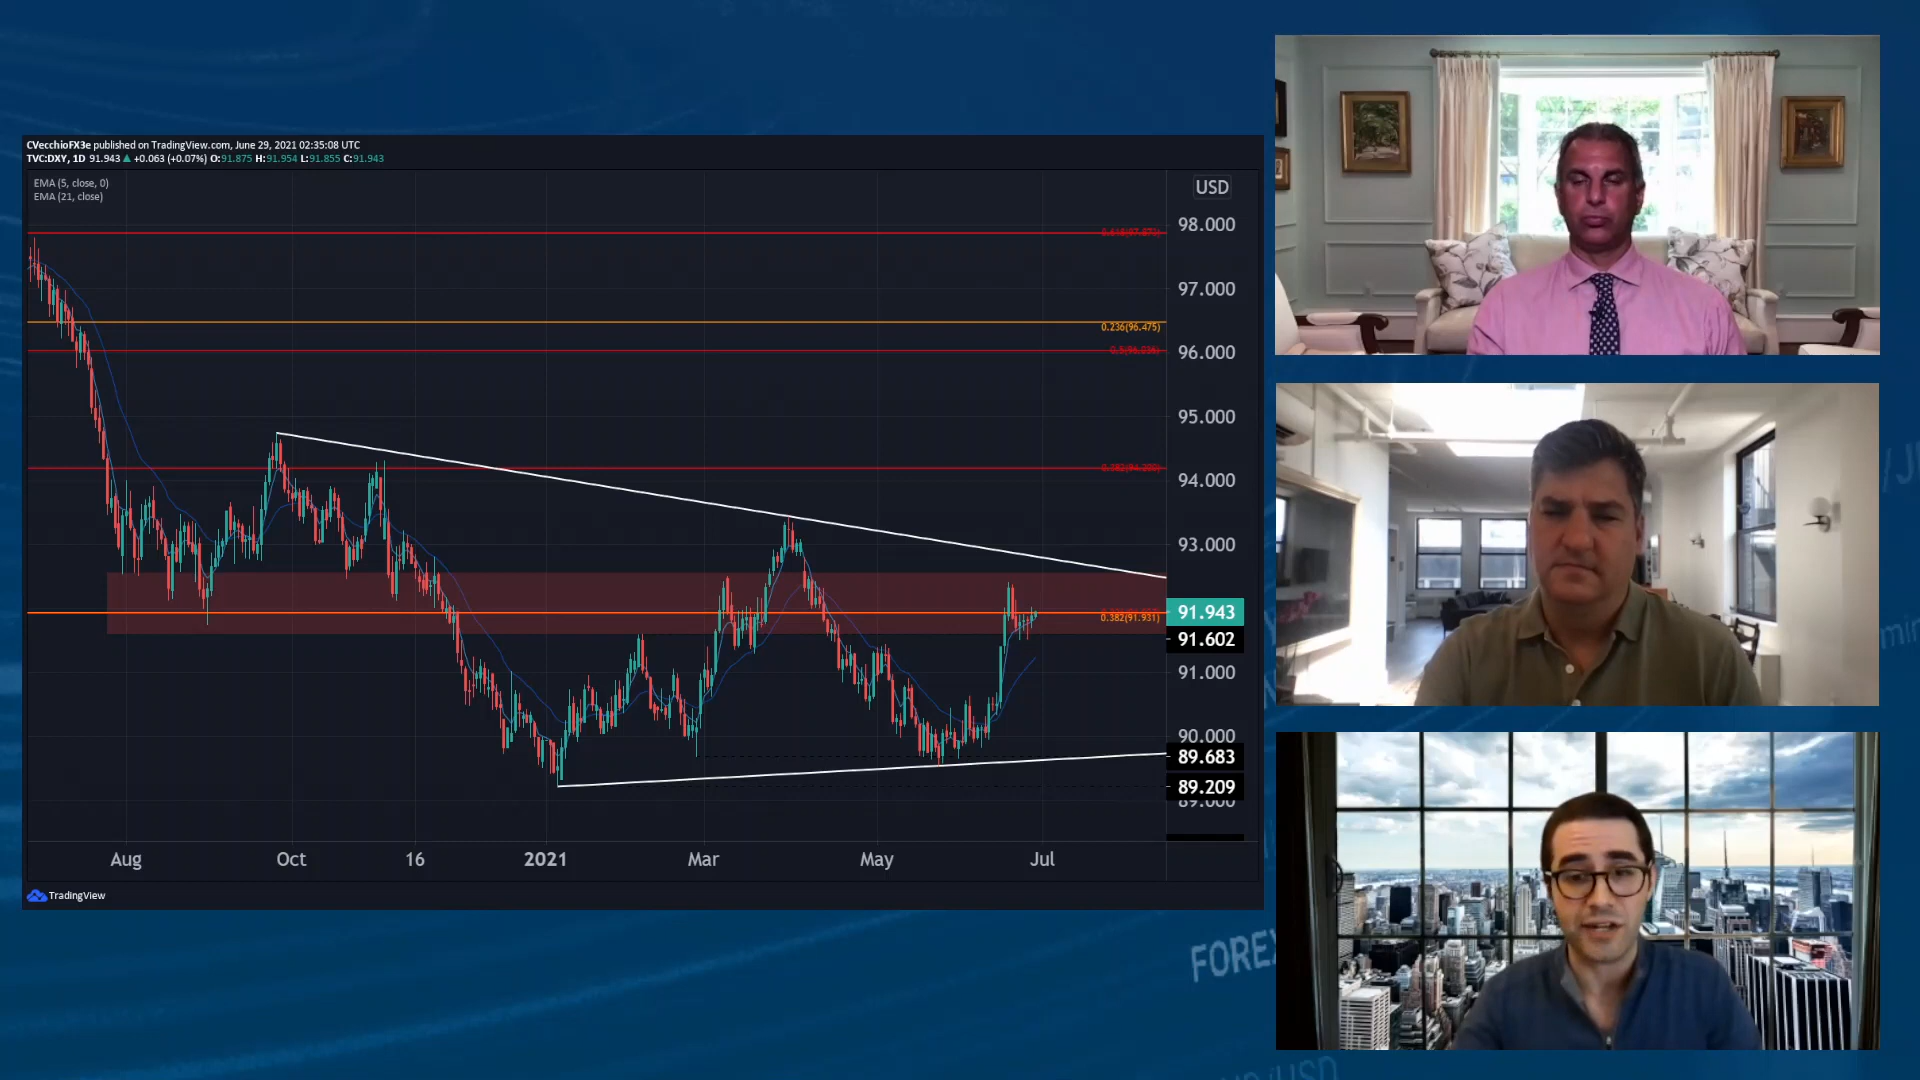 CVecchioFX3e published on TradingView.com, June 29, 2021 02:35:08 UTC
TVC:DXY, 1D 91.943 ▲ +0.063 (+0.07%) O:91.875 H:91.954 L:91.855 C:91.943
EMA (5, close, 0)
EMA (21, close)
USD
98.000
97.000
0.236(96.475)
96.000
95.000
94.000
93.000
91.943
0.382(91.931)
91.602
91.000
90.000
89.683
89.209
89.000
Aug Oct 16 2021 Mar May Jul
TradingView
FOREX